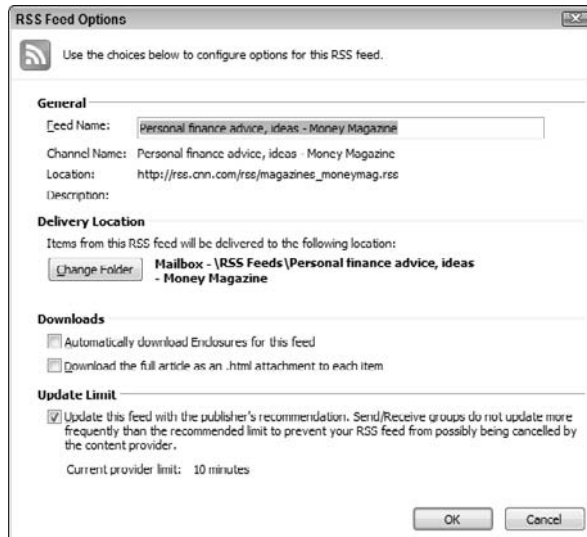 RSS Feed Options
Use the choices below to configure options for this RSS feed.
General
Feed Name: Personal finance advice, ideas - Money Magazine
Channel Name: Personal finance advice, ideas - Money Magazine
Location: http://rss.cnn.com/rss/magazines_moneymag.rss
Description:
Delivery Location
Items from this RSS feed will be delivered to the following location:
Change Folder Mailbox - \RSS Feeds\Personal finance advice, ideas
- Money Magazine
Downloads
Automatically download Enclosures for this feed
Download the full article as an .html attachment to each item
Update Limit
Update this feed with the publisher's recommendation. Send/Receive groups do not update more
frequently than the recommended limit to prevent your RSS feed from possibly being cancelled by
the content provider.
Current provider limit: 10 minutes
OK Cancel